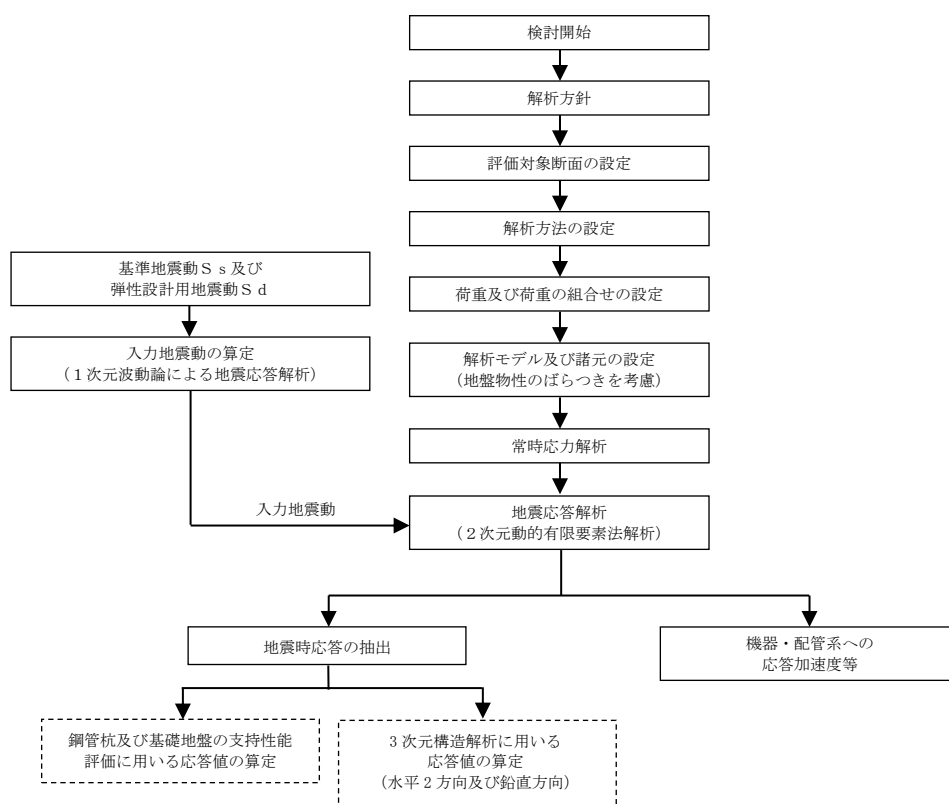 検討開始
解析方針
評価対象断面の設定
解析方法の設定
基準地震動Ｓｓ及び
弾性設計用地震動Ｓｄ
荷重及び荷重の組合せの設定
入力地震動の算定
（１次元波動論による地震応答解析）
解析モデル及び諸元の設定
（地盤物性のばらつきを考慮）
常時応力解析
入力地震動
地震応答解析
（２次元動的有限要素法解析）
地震時応答の抽出
機器・配管系への
応答加速度等
鋼管杭及び基礎地盤の支持性能
評価に用いる応答値の算定
３次元構造解析に用いる
応答値の算定
（水平２方向及び鉛直方向）